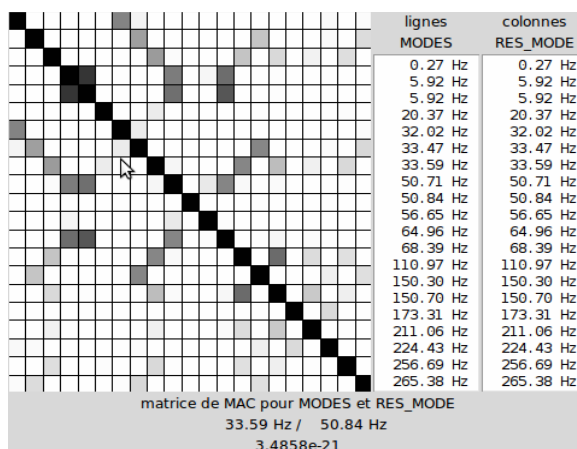 lignes colonnes
MODES RES_MODE
0.27 Hz 0.27 Hz
5.92 Hz 5.92 Hz
5.92 Hz 5.92 Hz
20.37 Hz 20.37 Hz
32.02 Hz 32.02 Hz
33.47 Hz 33.47 Hz
33.59 Hz 33.59 Hz
50.71 Hz 50.71 Hz
50.84 Hz 50.84 Hz
56.65 Hz 56.65 Hz
64.96 Hz 64.96 Hz
68.39 Hz 68.39 Hz
110.97 Hz 110.97 Hz
150.30 Hz 150.30 Hz
150.70 Hz 150.70 Hz
173.31 Hz 173.31 Hz
211.06 Hz 211.06 Hz
224.43 Hz 224.43 Hz
256.69 Hz 256.69 Hz
265.38 Hz 265.38 Hz
matrice de MAC pour MODES et RES_MODE
33.59 Hz / 50.84 Hz
3.4858e-21